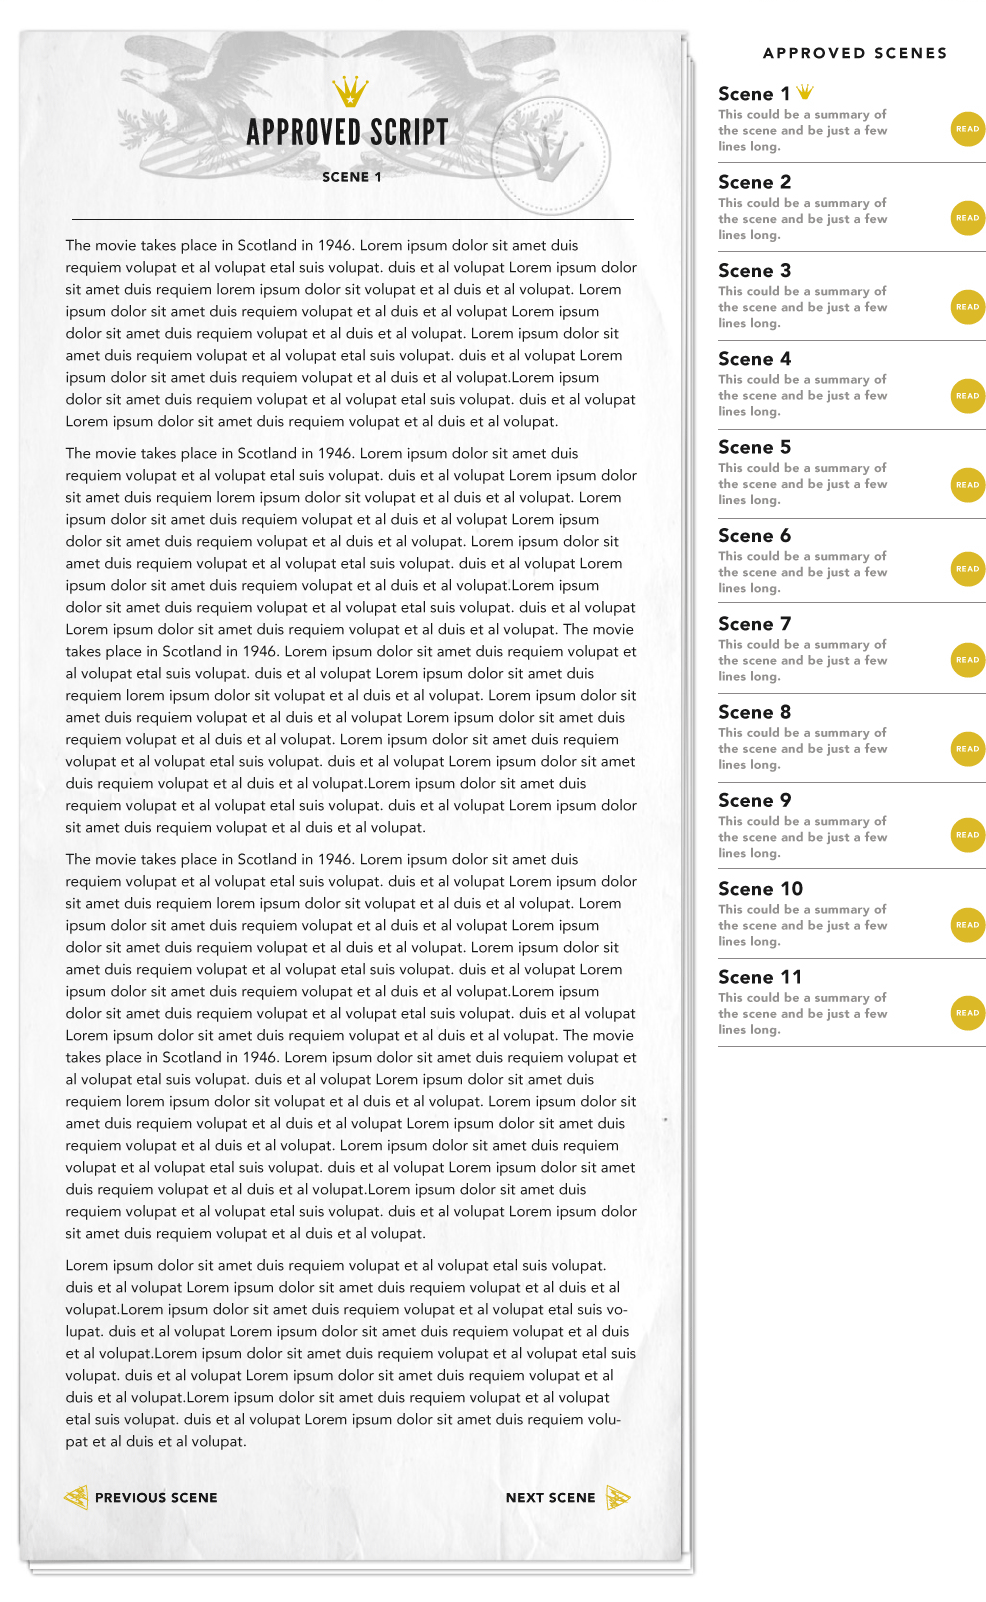 APPROVED SCRIPT
SCENE 1
The movie takes place in Scotland in 1946. Lorem ipsum dolor sit amet duis
requiem volupat et al volupat etal suis volupat. duis et al volupat Lorem ipsum dolor
sit amet duis requiem lorem ipsum dolor sit volupat et al duis et al volupat. Lorem
ipsum dolor sit amet duis requiem volupat et al duis et al volupat Lorem ipsum
dolor sit amet duis requiem volupat et al duis et al volupat. Lorem ipsum dolor sit
amet duis requiem volupat et al volupat etal suis volupat. duis et al volupat Lorem
ipsum dolor sit amet duis requiem volupat et al duis et al volupat.Lorem ipsum
dolor sit amet duis requiem volupat et al volupat etal suis volupat. duis et al volupat
Lorem ipsum dolor sit amet duis requiem volupat et al duis et al volupat.
The movie takes place in Scotland in 1946. Lorem ipsum dolor sit amet duis
requiem volupat et al volupat etal suis volupat. duis et al volupat Lorem ipsum dolor
sit amet duis requiem lorem ipsum dolor sit volupat et al duis et al volupat. Lorem
ipsum dolor sit amet duis requiem volupat et al duis et al volupat Lorem ipsum
dolor sit amet duis requiem volupat et al duis et al volupat. Lorem ipsum dolor sit
amet duis requiem volupat et al volupat etal suis volupat. duis et al volupat Lorem
ipsum dolor sit amet duis requiem volupat et al duis et al volupat.Lorem ipsum
dolor sit amet duis requiem volupat et al volupat etal suis volupat. duis et al volupat
Lorem ipsum dolor sit amet duis requiem volupat et al duis et al volupat. The movie
takes place in Scotland in 1946. Lorem ipsum dolor sit amet duis requiem volupat et
al volupat etal suis volupat. duis et al volupat Lorem ipsum dolor sit amet duis
requiem lorem ipsum dolor sit volupat et al duis et al volupat. Lorem ipsum dolor sit
amet duis requiem volupat et al duis et al volupat Lorem ipsum dolor sit amet duis
requiem volupat et al duis et al volupat. Lorem ipsum dolor sit amet duis requiem
volupat et al volupat etal suis volupat. duis et al volupat Lorem ipsum dolor sit amet
duis requiem volupat et al duis et al volupat.Lorem ipsum dolor sit amet duis
requiem volupat et al volupat etal suis volupat. duis et al volupat Lorem ipsum dolor
sit amet duis requiem volupat et al duis et al volupat.
The movie takes place in Scotland in 1946. Lorem ipsum dolor sit amet duis
requiem volupat et al volupat etal suis volupat. duis et al volupat Lorem ipsum dolor
sit amet duis requiem lorem ipsum dolor sit volupat et al duis et al volupat. Lorem
ipsum dolor sit amet duis requiem volupat et al duis et al volupat Lorem ipsum
dolor sit amet duis requiem volupat et al duis et al volupat. Lorem ipsum dolor sit
amet duis requiem volupat et al volupat etal suis volupat. duis et al volupat Lorem
ipsum dolor sit amet duis requiem volupat et al duis et al volupat.Lorem ipsum
dolor sit amet duis requiem volupat et al volupat etal suis volupat. duis et al volupat
Lorem ipsum dolor sit amet duis requiem volupat et al duis et al volupat. The movie
takes place in Scotland in 1946. Lorem ipsum dolor sit amet duis requiem volupat et
al volupat etal suis volupat. duis et al volupat Lorem ipsum dolor sit amet duis
requiem lorem ipsum dolor sit volupat et al duis et al volupat. Lorem ipsum dolor sit
amet duis requiem volupat et al duis et al volupat Lorem ipsum dolor sit amet duis
requiem volupat et al duis et al volupat. Lorem ipsum dolor sit amet duis requiem
volupat et al volupat etal suis volupat. duis et al volupat Lorem ipsum dolor sit amet
duis requiem volupat et al duis et al volupat.Lorem ipsum dolor sit amet duis
requiem volupat et al volupat etal suis volupat. duis et al volupat Lorem ipsum dolor
sit amet duis requiem volupat et al duis et al volupat.
Lorem ipsum dolor sit amet duis requiem volupat et al volupat etal suis volupat.
duis et al volupat Lorem ipsum dolor sit amet duis requiem volupat et al duis et al
volupat.Lorem ipsum dolor sit amet duis requiem volupat et al volupat etal suis vo-
lupat. duis et al volupat Lorem ipsum dolor sit amet duis requiem volupat et al duis
et al volupat.Lorem ipsum dolor sit amet duis requiem volupat et al volupat etal suis
volupat. duis et al volupat Lorem ipsum dolor sit amet duis requiem volupat et al
duis et al volupat.Lorem ipsum dolor sit amet duis requiem volupat et al volupat
etal suis volupat. duis et al volupat Lorem ipsum dolor sit amet duis requiem volu-
pat et al duis et al volupat.
PREVIOUS SCENE
NEXT SCENE
APPROVED SCENES
Scene 1
This could be a summary of
the scene and be just a few
lines long.
READ
Scene 2
This could be a summary of
the scene and be just a few
lines long.
READ
Scene 3
This could be a summary of
the scene and be just a few
lines long.
READ
Scene 4
This could be a summary of
the scene and be just a few
lines long.
READ
Scene 5
This could be a summary of
the scene and be just a few
lines long.
READ
Scene 6
This could be a summary of
the scene and be just a few
lines long.
READ
Scene 7
This could be a summary of
the scene and be just a few
lines long.
READ
Scene 8
This could be a summary of
the scene and be just a few
lines long.
READ
Scene 9
This could be a summary of
the scene and be just a few
lines long.
READ
Scene 10
This could be a summary of
the scene and be just a few
lines long.
READ
Scene 11
This could be a summary of
the scene and be just a few
lines long.
READ